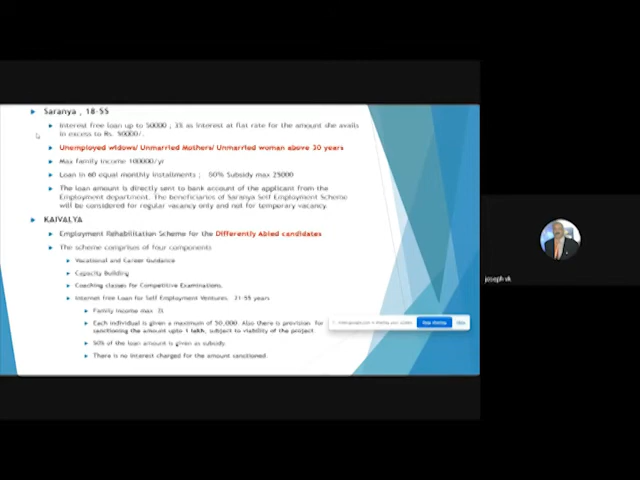 Saranya , 18-55
Interest free loan up to 50000 , 3% as interest at flat rate for the amount she avails
in excess to Rs. 50000/.
Unemployed widows/ Unmarried Mothers/ Unmarried woman above 30 years
Max family income 100000/yr
Loan in 60 equal monthly installments ; 50% Subsidy max 25000
The loan amount is directly sent to bank account of the applicant from the
Employment department. The beneficiaries of Saranya Self Employment Scheme
will be considered for regular vacancy only and not for temporary vacancy.
KAIVALYA
Employment Rehabilitation Scheme for the Differently Abled candidates
The scheme comprises of four components
Vocational and Career Guidance
Capacity Building
Coaching classes for Competitive Examinations.
Interest free Loan for Self Employment Ventures. 21-55 years
Family income max
Each individual is given a maximum of 50,000. Also there is provision for
sanctioning the amount upto 1 lakh, subject to viability of the project.
50% of the loan amount is given as subsidy.
There is no interest charged for the amount sanctioned.
Stop sharing
Hide
joseph vk